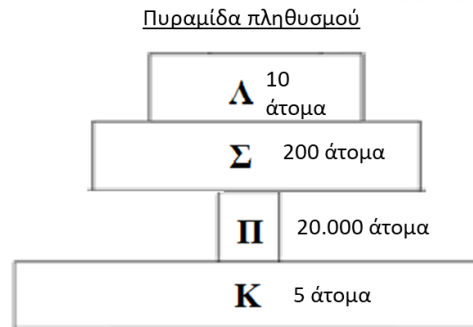 Πυραμίδα πληθυσμού
Λ 10
άτομα
Σ 200 άτομα
Π 20.000 άτομα
Κ 5 άτομα